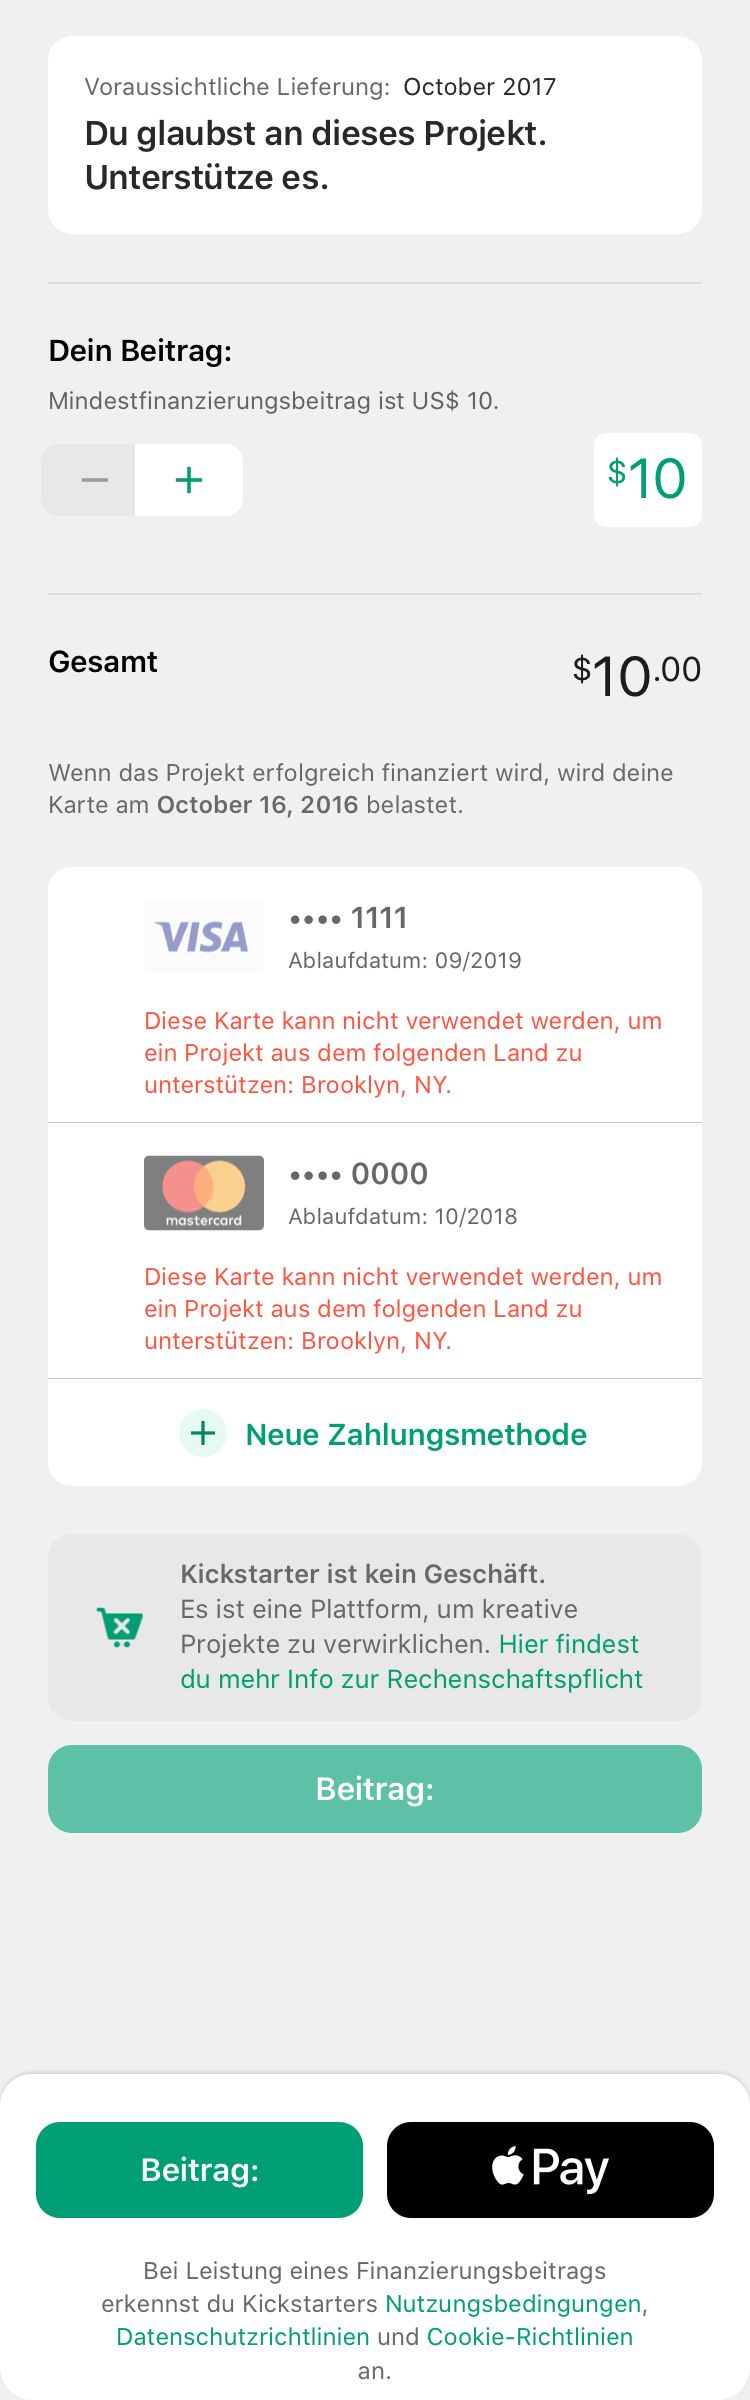 Voraussichtliche Lieferung: October 2017
Du glaubst an dieses Projekt.
Unterstütze es.
Dein Beitrag:
Mindestfinanzierungsbeitrag ist US$ 10.
− + $10
Gesamt $10.00
Wenn das Projekt erfolgreich finanziert wird, wird deine
Karte am October 16, 2016 belastet.
VISA •••• 1111
Ablaufdatum: 09/2019
Diese Karte kann nicht verwendet werden, um
ein Projekt aus dem folgenden Land zu
unterstützen: Brooklyn, NY.
•••• 0000
mastercard Ablaufdatum: 10/2018
Diese Karte kann nicht verwendet werden, um
ein Projekt aus dem folgenden Land zu
unterstützen: Brooklyn, NY.
+ Neue Zahlungsmethode
Kickstarter ist kein Geschäft.
Es ist eine Plattform, um kreative
Projekte zu verwirklichen. Hier findest
du mehr Info zur Rechenschaftspflicht
Beitrag:
Beitrag:
Pay
Bei Leistung eines Finanzierungsbeitrags
erkennst du Kickstarters Nutzungsbedingungen,
Datenschutzrichtlinien und Cookie-Richtlinien
an.